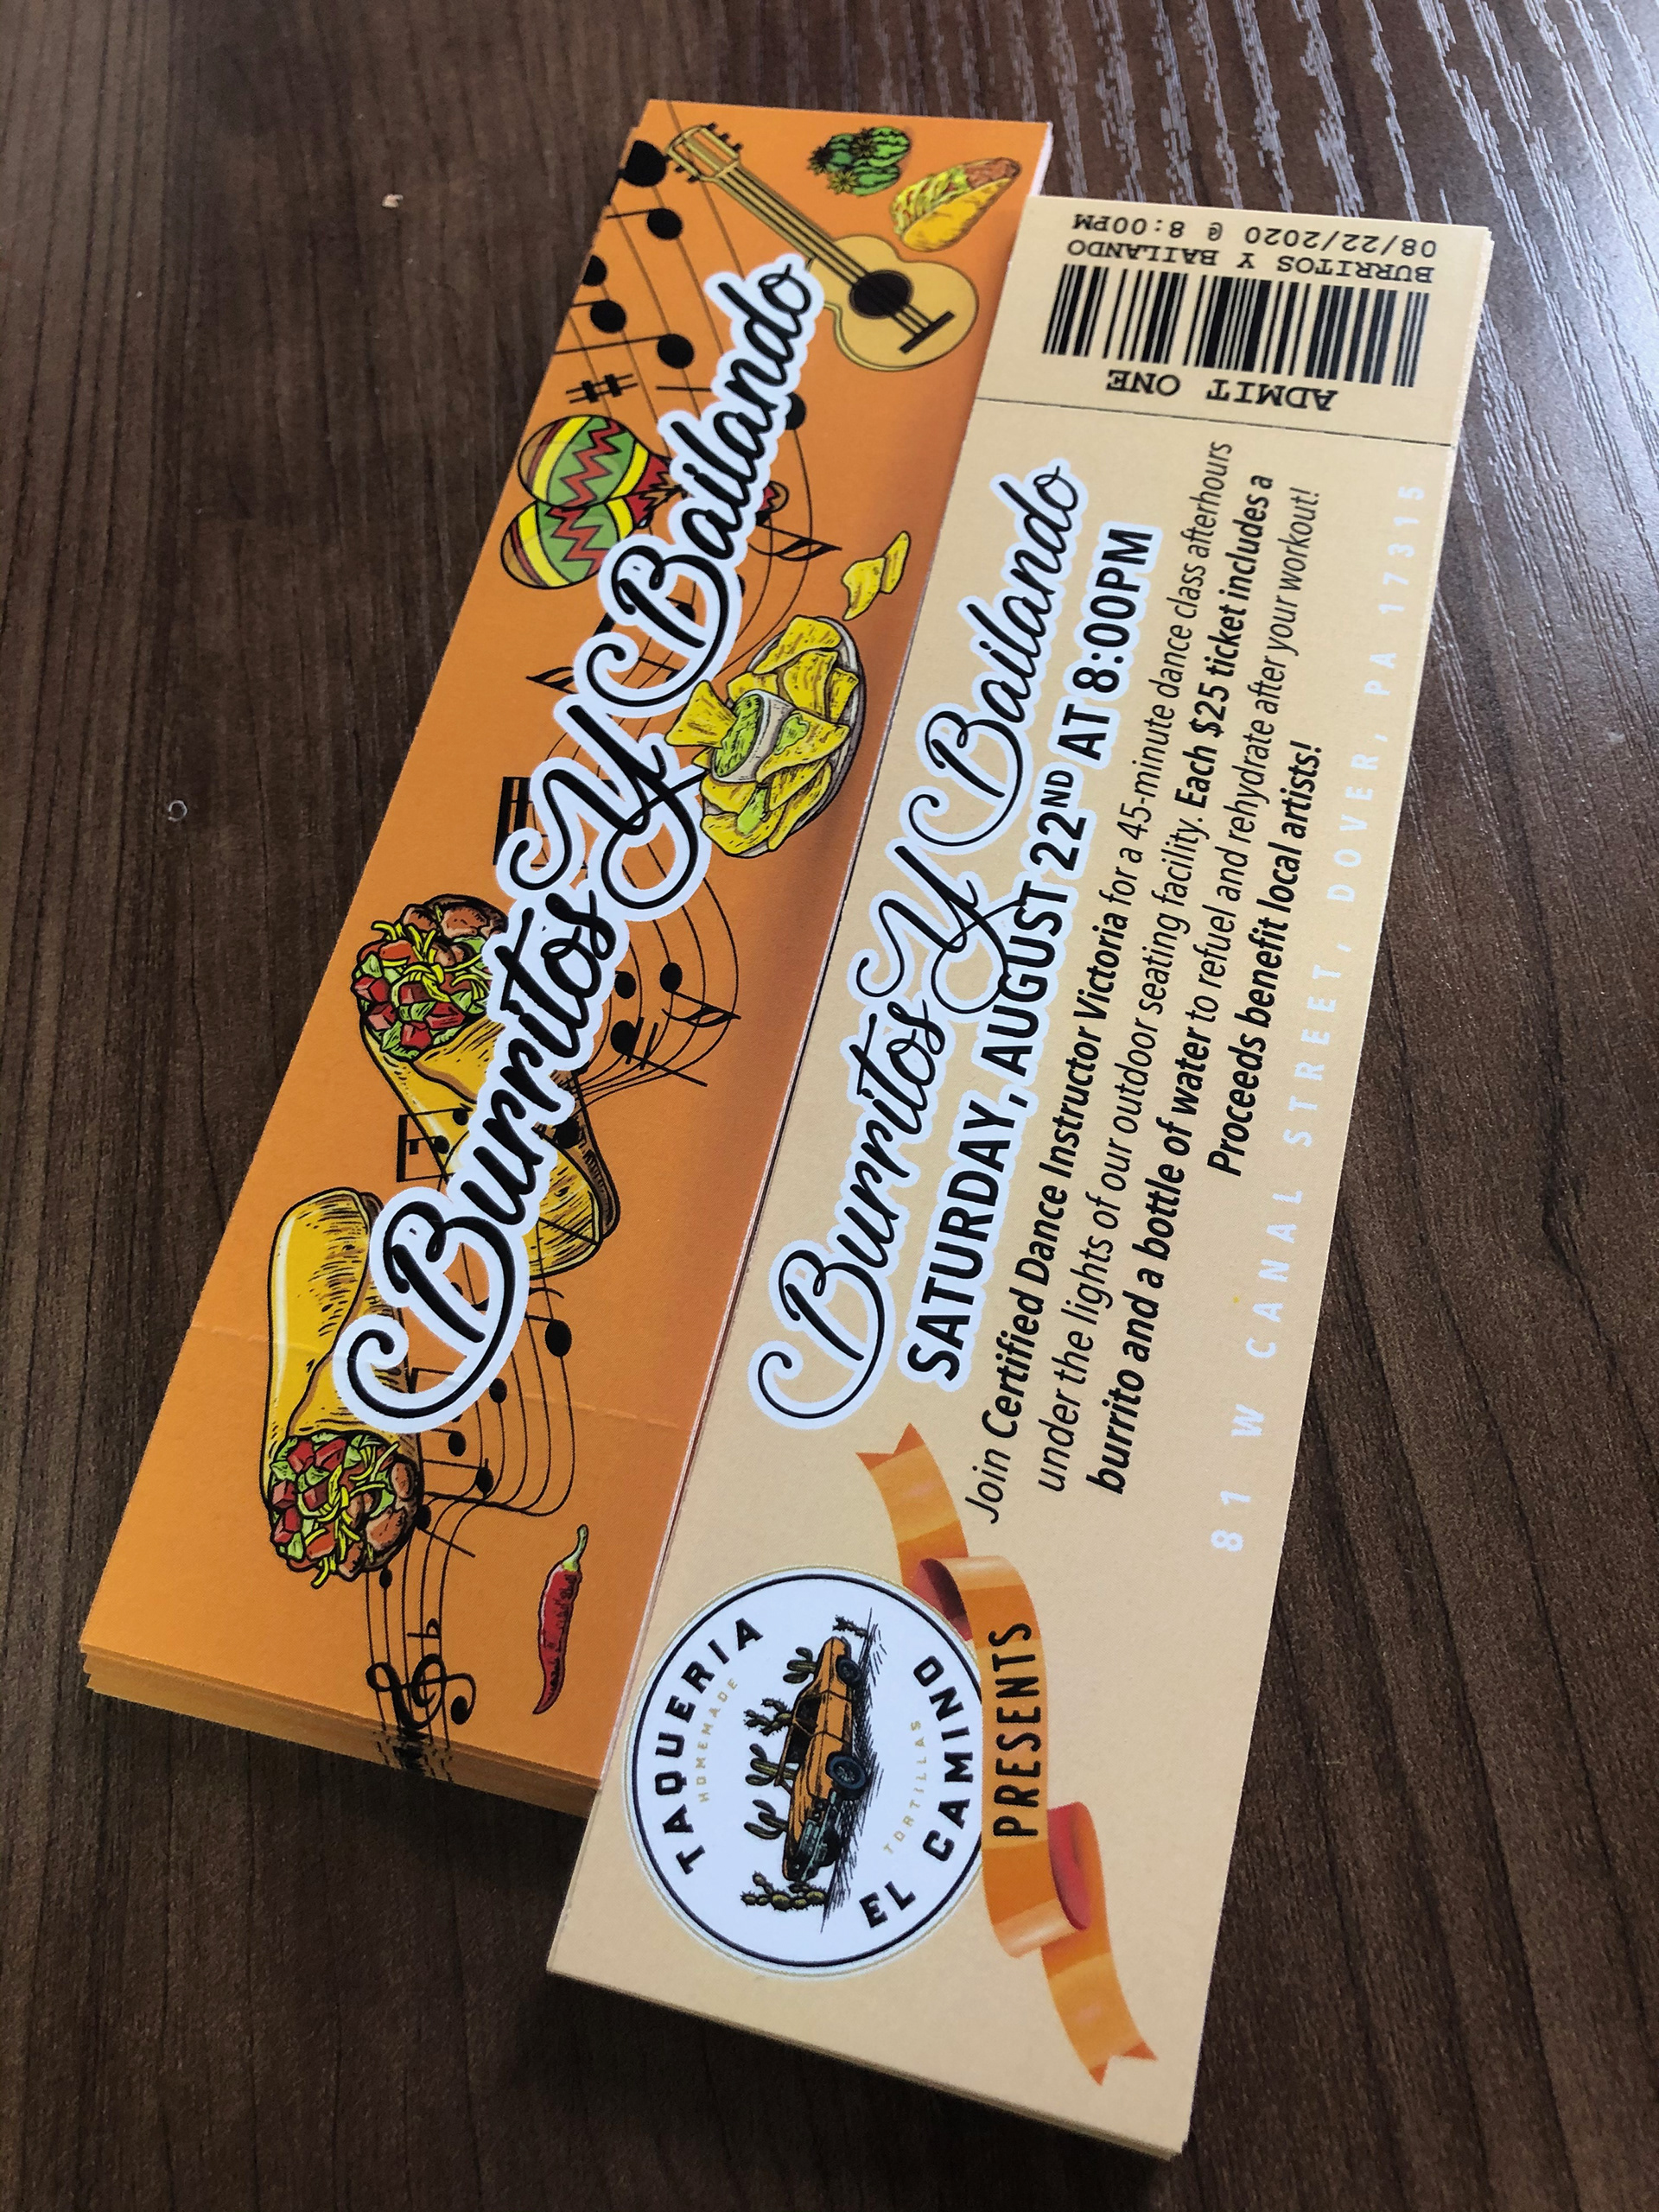 Burritos Y Bailando
TAQUERIA
HOMEMADE
TORTILLAS
EL CAMINO
PRESENTS
Burritos Y Bailando
SATURDAY, AUGUST 22ND AT 8:00PM
Join Certified Dance Instructor Victoria for a 45-minute dance class afterhours
under the lights of our outdoor seating facility. Each $25 ticket includes a
burrito and a bottle of water to refuel and rehydrate after your workout!
Proceeds benefit local artists!
81 W CANAL STREET, DOVER, PA 17315
ADMIT ONE
BURRITOS Y BAILANDO
08/22/2020 @ 8:00PM